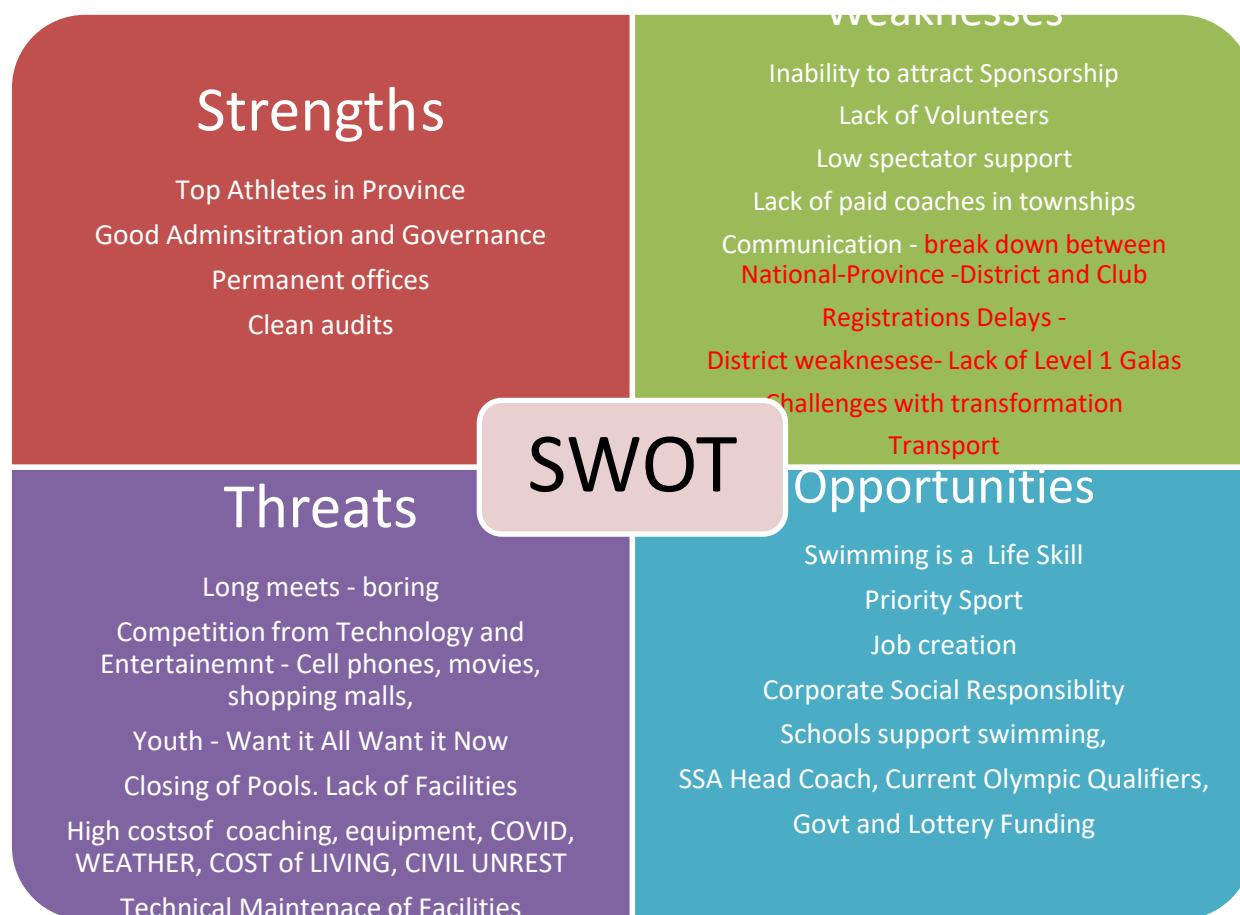 Strengths
Top Athletes in Province
Good Adminsitration and Governance
Permanent offices
Clean audits
Weaknesses
Inability to attract Sponsorship
Lack of Volunteers
Low spectator support
Lack of paid coaches in townships
Communication - break down between
National-Province -District and Club
Registrations Delays -
District weaknesese- Lack of Level 1 Galas
Challenges with transformation
Transport
SWOT
Threats
Long meets - boring
Competition from Technology and
Entertainemnt - Cell phones, movies,
shopping malls,
Youth - Want it All Want it Now
Closing of Pools. Lack of Facilities
High costsof  coaching, equipment, COVID,
WEATHER, COST of LIVING, CIVIL UNREST
Technical Maintenace of Facilities
Opportunities
Swimming is a  Life Skill
Priority Sport
Job creation
Corporate Social Responsiblity
Schools support swimming,
SSA Head Coach, Current Olympic Qualifiers,
Govt and Lottery Funding